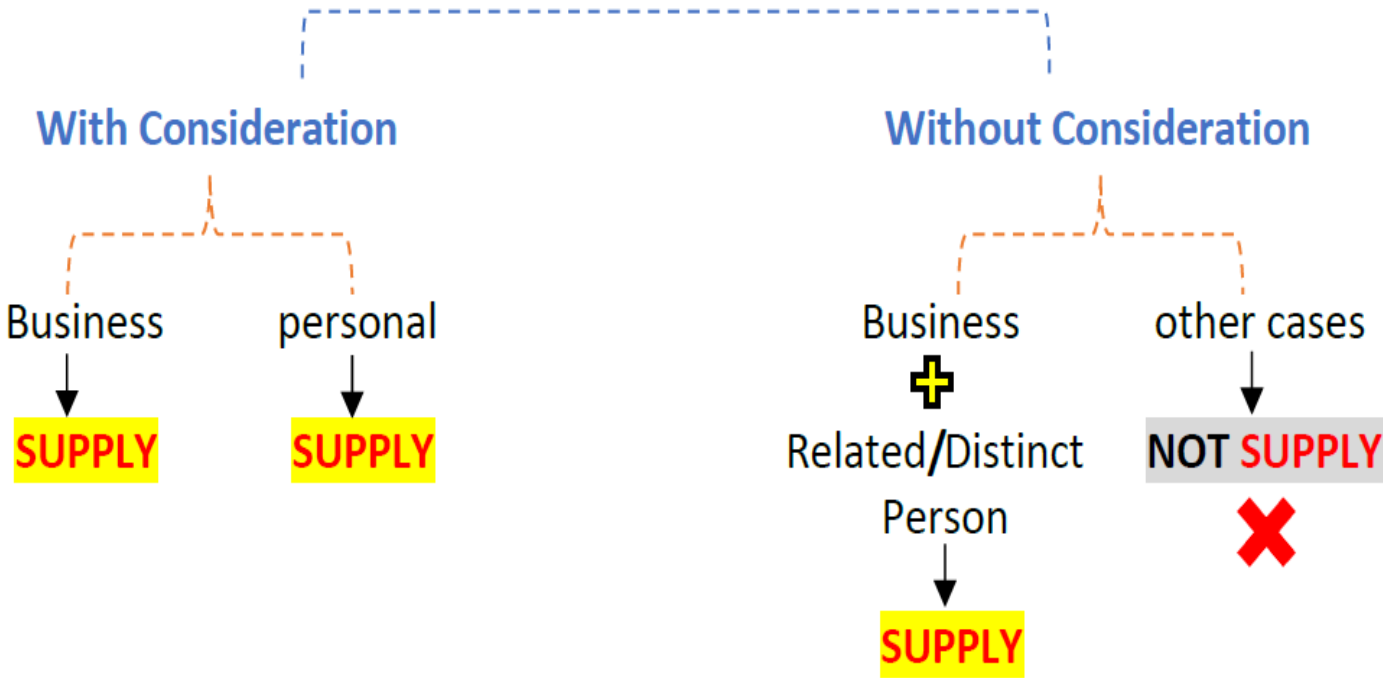 With Consideration
Without Consideration
Business
personal
Business
other cases
SUPPLY
SUPPLY
Related/Distinct
Person
NOT SUPPLY
SUPPLY